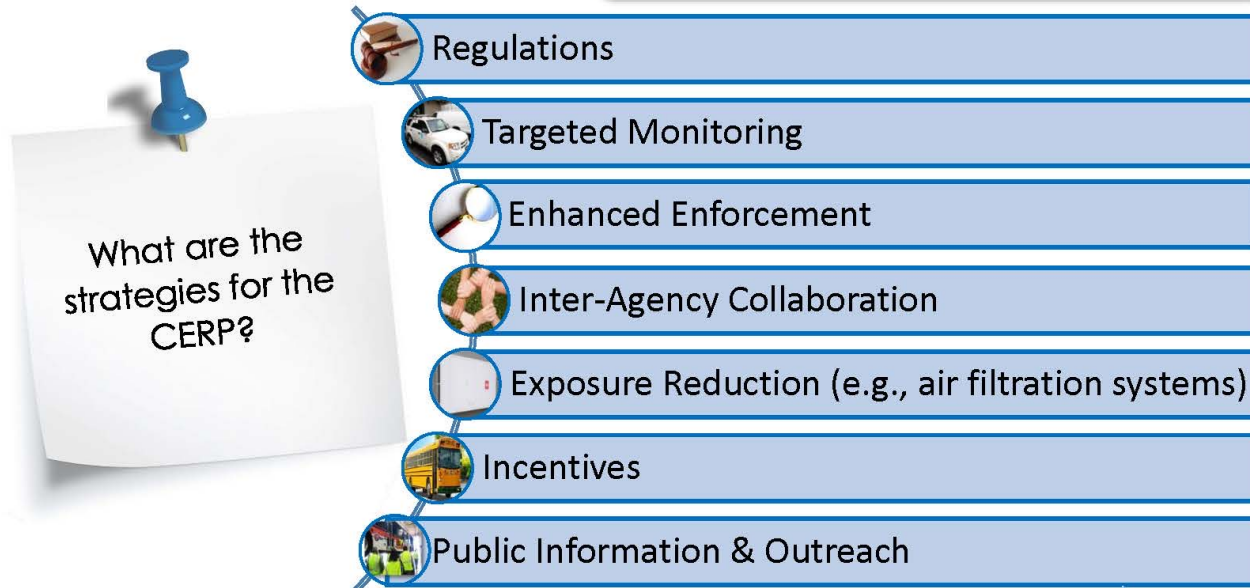 What are the
strategies for the
CERP?
Regulations
Targeted Monitoring
Enhanced Enforcement
Inter-Agency Collaboration
Exposure Reduction (e.g., air filtration systems)
Incentives
Public Information & Outreach